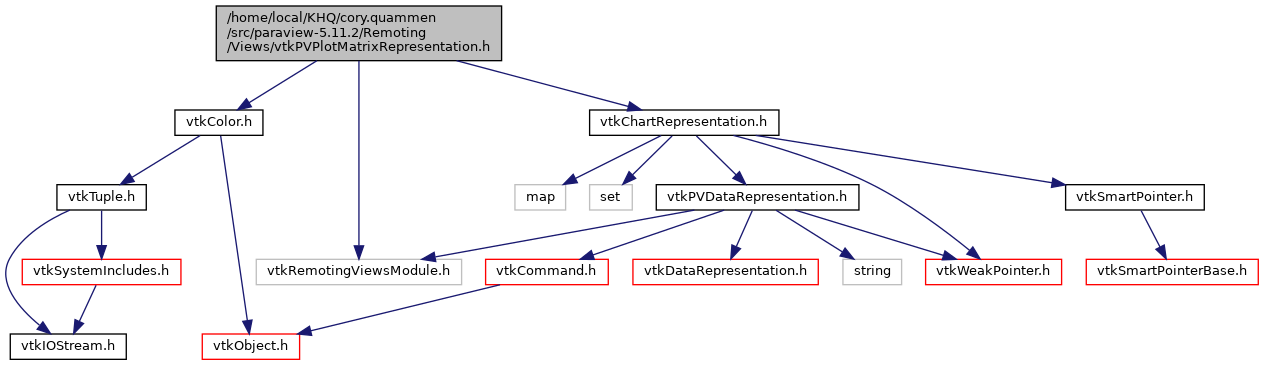 /home/local/KHQ/cory.quammen
/src/paraview-5.11.2/Remoting
/Views/vtkPVPlotMatrixRepresentation.h
vtkColor.h
vtkChartRepresentation.h
vtkTuple.h
map
set
vtkPVDataRepresentation.h
vtkSmartPointer.h
vtkSystemIncludes.h
vtkRemotingViewsModule.h
vtkCommand.h
vtkDataRepresentation.h
string
vtkWeakPointer.h
vtkSmartPointerBase.h
vtkIOStream.h
vtkObject.h